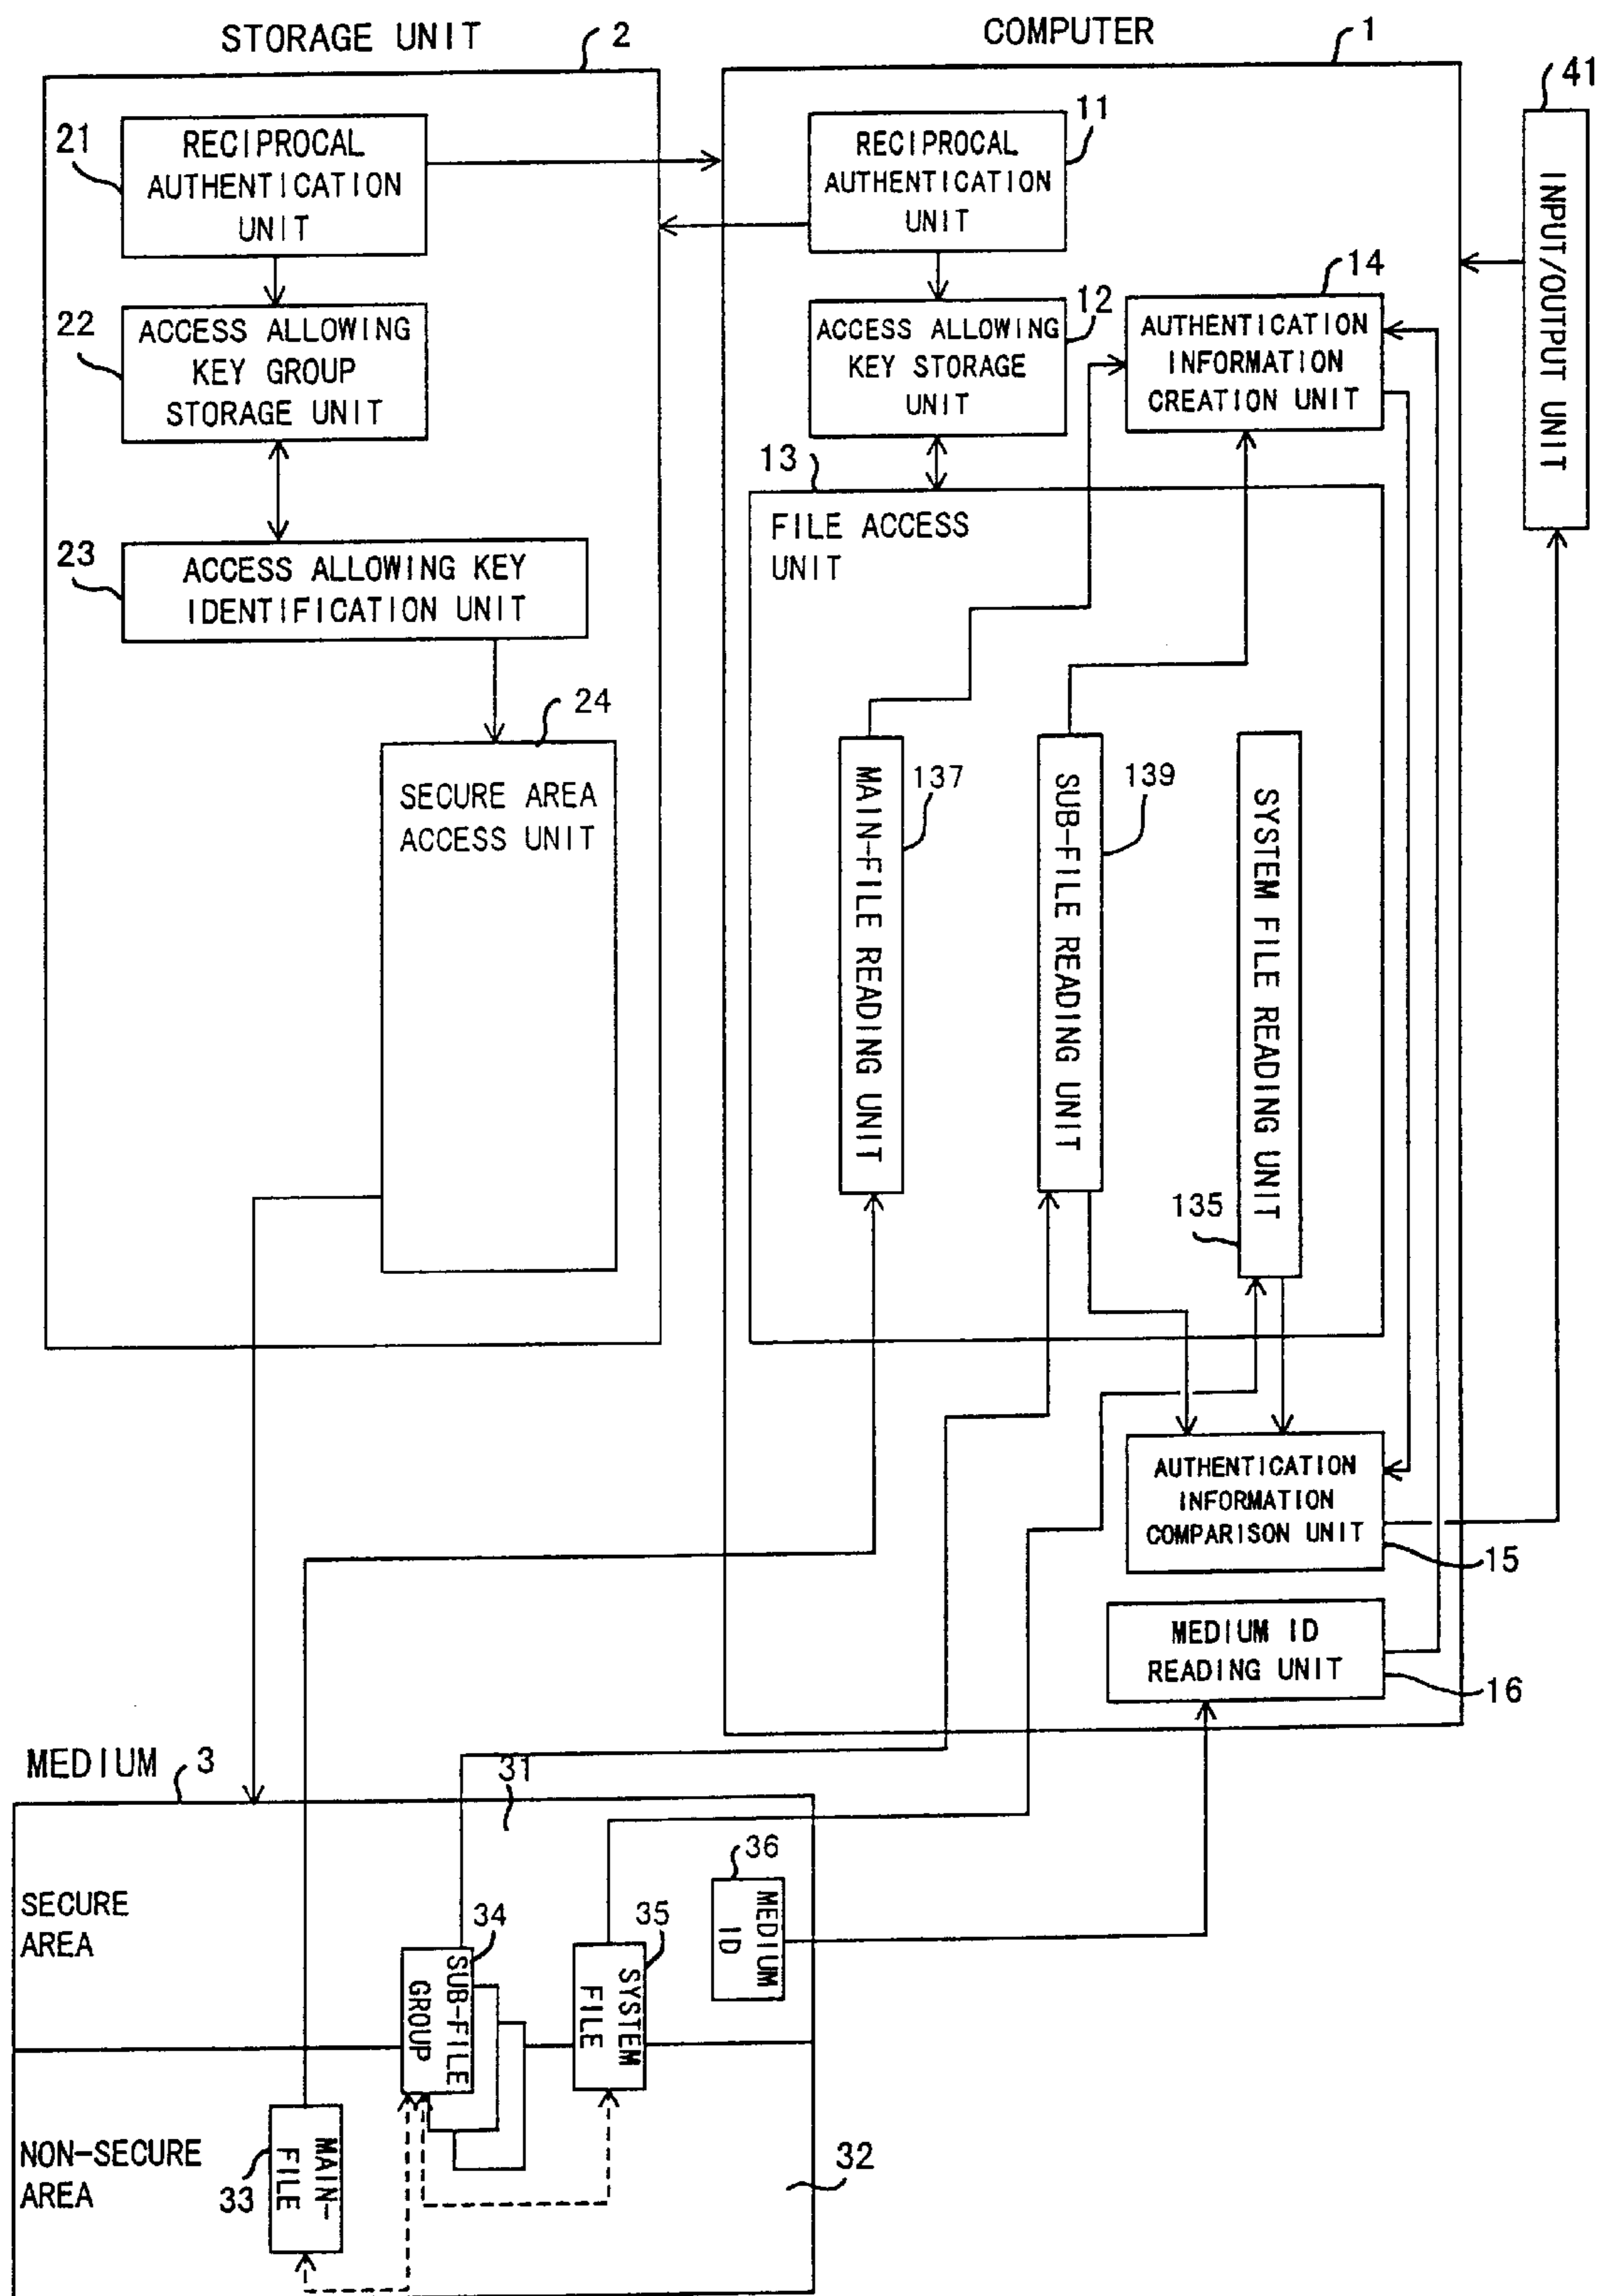 STORAGE UNIT
2
COMPUTER
1
41
INPUT/OUTPUT UNIT
21
RECIPROCAL
AUTHENTICATION
UNIT
11
RECIPROCAL
AUTHENTICATION
UNIT
22
ACCESS ALLOWING
KEY GROUP
STORAGE UNIT
12
ACCESS ALLOWING
KEY STORAGE
UNIT
14
AUTHENTICATION
INFORMATION
CREATION UNIT
23
ACCESS ALLOWING KEY
IDENTIFICATION UNIT
13
FILE ACCESS
UNIT
24
SECURE AREA
ACCESS UNIT
MAIN-FILE READING UNIT
137
SUB-FILE READING UNIT
139
SYSTEM FILE READING UNIT
135
AUTHENTICATION
INFORMATION
COMPARISON UNIT
15
MEDIUM ID
READING UNIT
16
MEDIUM
3
31
SECURE
AREA
34
SUB-FILE
GROUP
35
SYSTEM
FILE
36
MEDIUM
ID
NON-SECURE
AREA
33
MAIN-
FILE
32